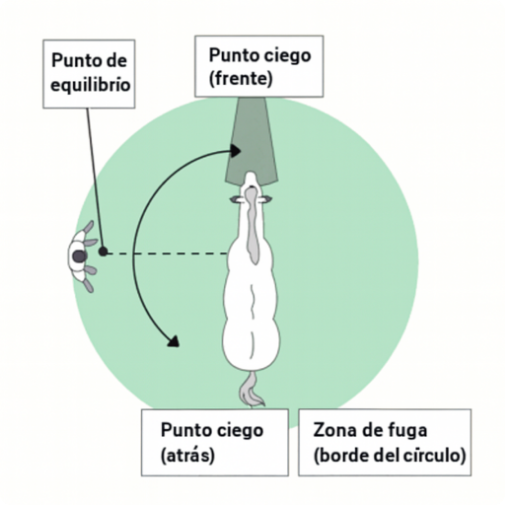 Punto de
equilibrio
Punto ciego
(frente)
Punto ciego
(atrás)
Zona de fuga
(borde del círculo)